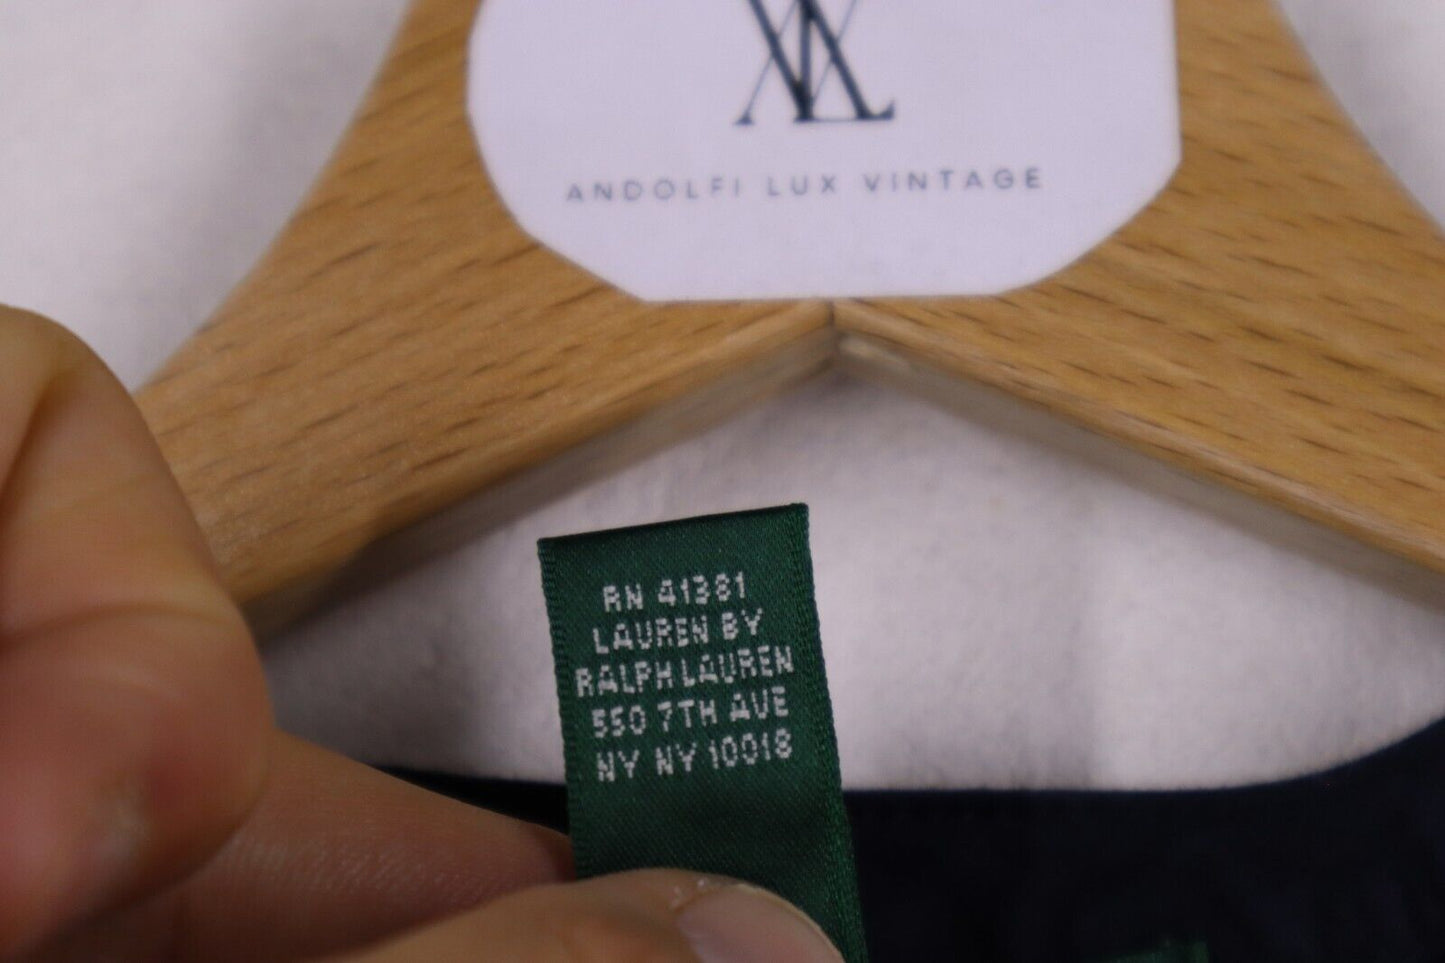 ANDOLFI LUX VINTAGE
RN 41381
LAUREN BY
RALPH LAUREN
550 7TH AVE
NY NY 10018